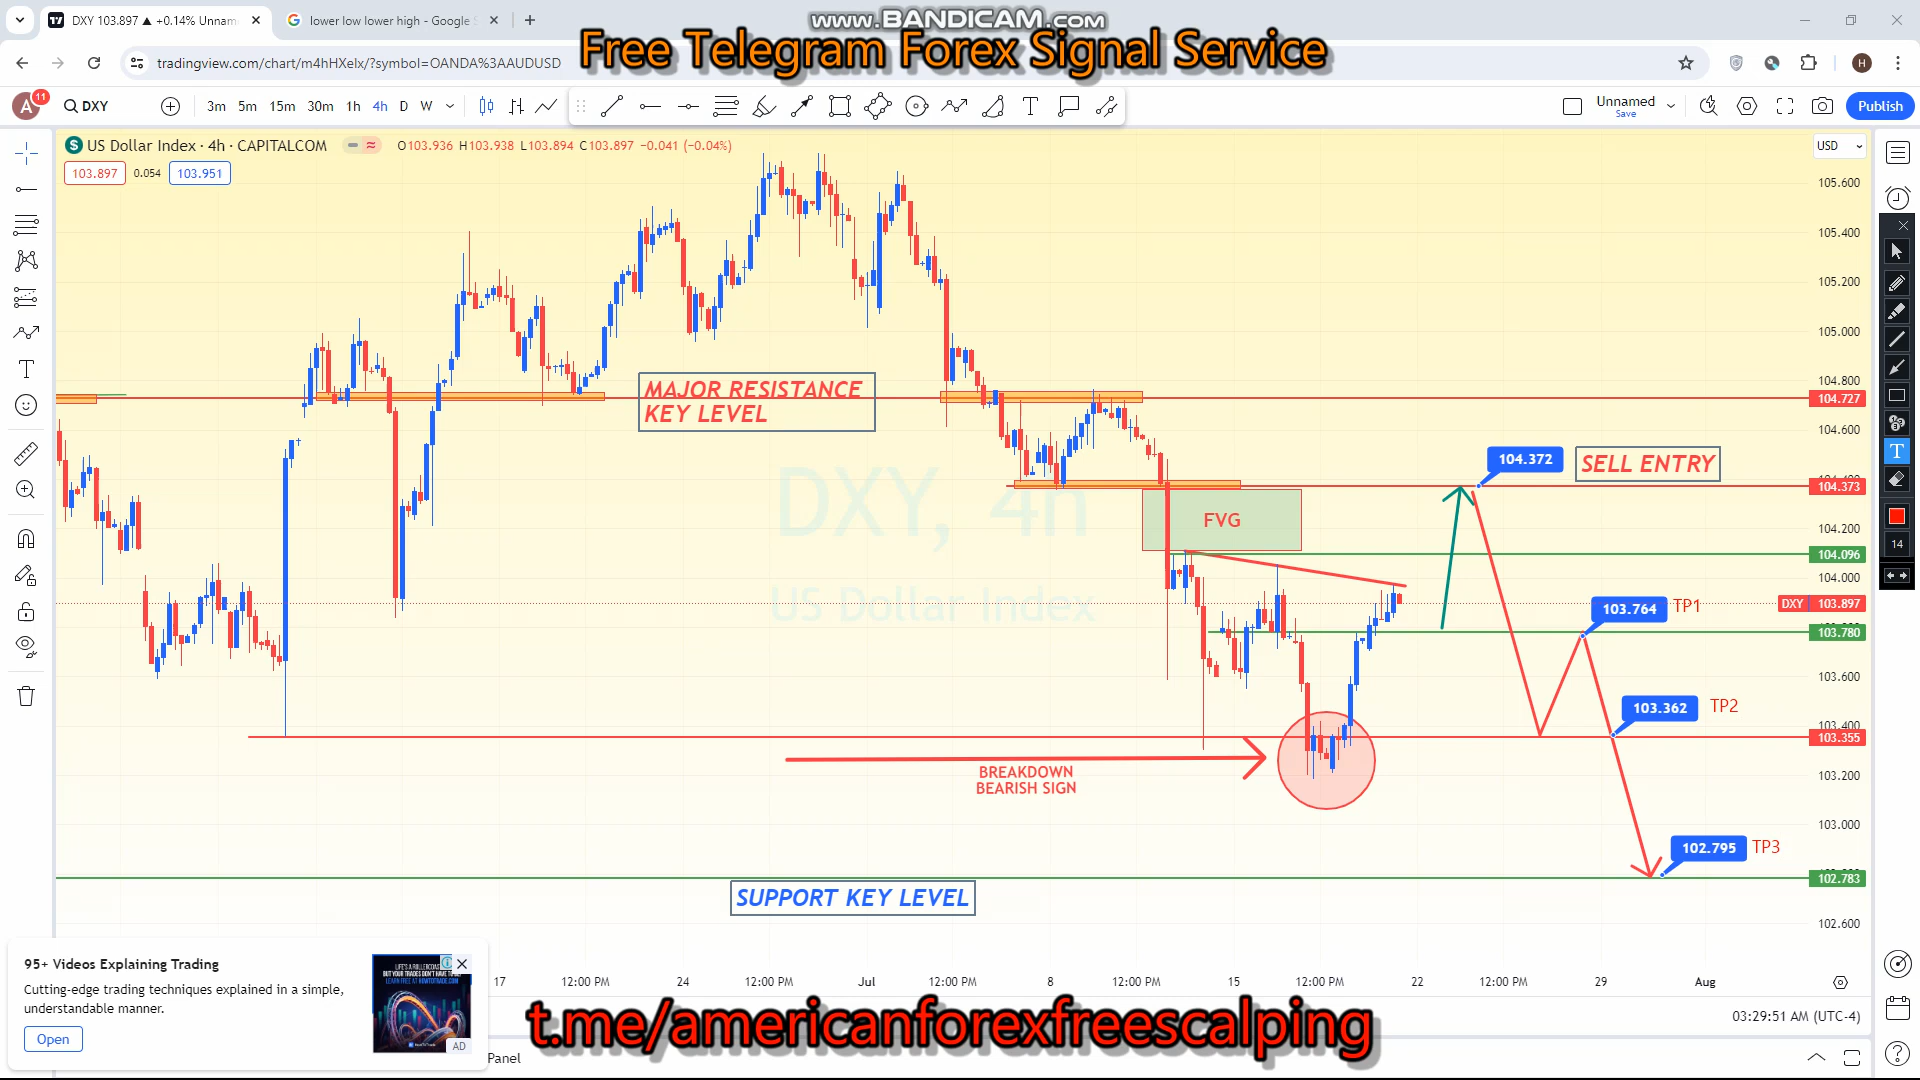 www.BANDICAM.com
DXY 103.897 ▲ +0.14% Unnam
lower low lower high - Google S
Free Telegram Forex Signal Service
tradingview.com/chart/m4hHXelx/?symbol=OANDA%3AAUDUSD
H
A 11 DXY 3m 5m 15m 30m 1h 4h D W
T
Unnamed
Save
Publish
US Dollar Index · 4h · CAPITALCOM O103.936 H103.938 L103.894 C103.897 −0.041 (−0.04%)
USD
103.897 0.054 103.951
105.600
105.400
105.200
105.000
104.800
MAJOR RESISTANCE
KEY LEVEL
104.727
104.600
104.372
SELL ENTRY
104.373
DXY, 4h
US Dollar Index
FVG
104.200
104.096
104.000
DXY 103.897
103.764 TP1
103.780
103.600
103.362 TP2
103.400
103.355
BREAKDOWN
BEARISH SIGN
103.200
103.000
102.795 TP3
102.783
SUPPORT KEY LEVEL
102.600
14
95+ Videos Explaining Trading
Cutting-edge trading techniques explained in a simple,
understandable manner.
Open
AD
17 12:00 PM 24 12:00 PM Jul 12:00 PM 8 12:00 PM 15 12:00 PM 22 12:00 PM 29 Aug
t.me/americanforexfreescalping
03:29:51 AM (UTC-4)
Panel